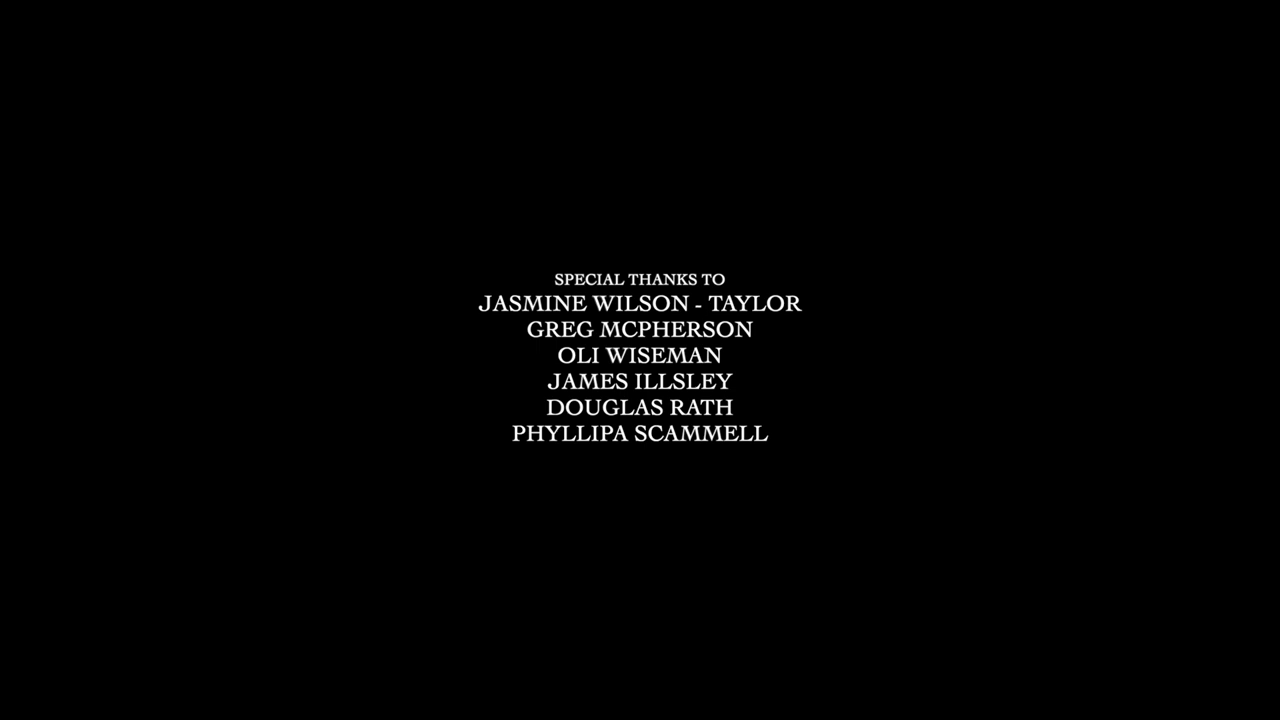 SPECIAL THANKS TO
JASMINE WILSON - TAYLOR
GREG MCPHERSON
OLI WISEMAN
JAMES ILLSLEY
DOUGLAS RATH
PHYLLIPA SCAMMELL